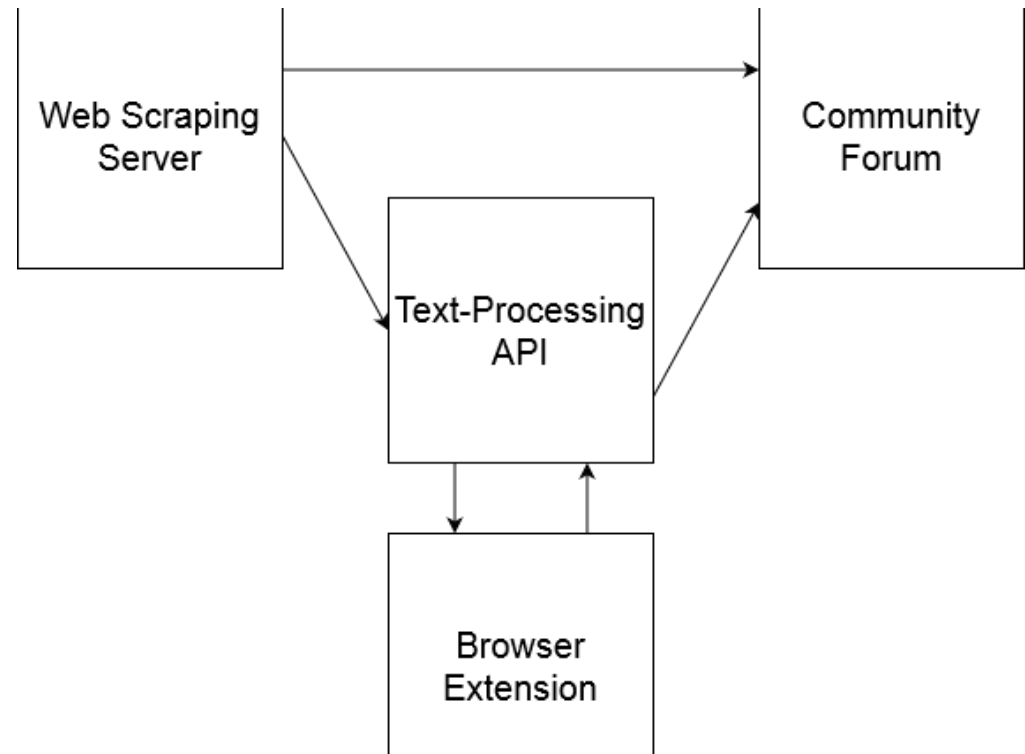 Web Scraping
Server
Community
Forum
Text-Processing
API
Browser
Extension